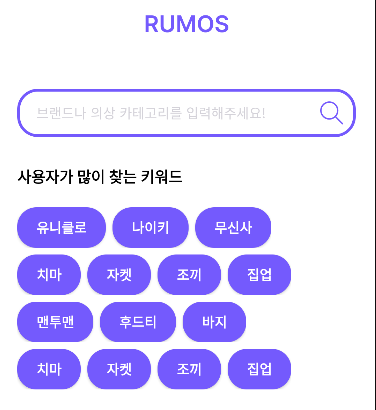 RUMOS
브랜드나 의상 카테고리를 입력해주세요!
사용자가 많이 찾는 키워드
유니클로 나이키 무신사
치마 자켓 조끼 집업
맨투맨 후드티 바지
치마 자켓 조끼 집업